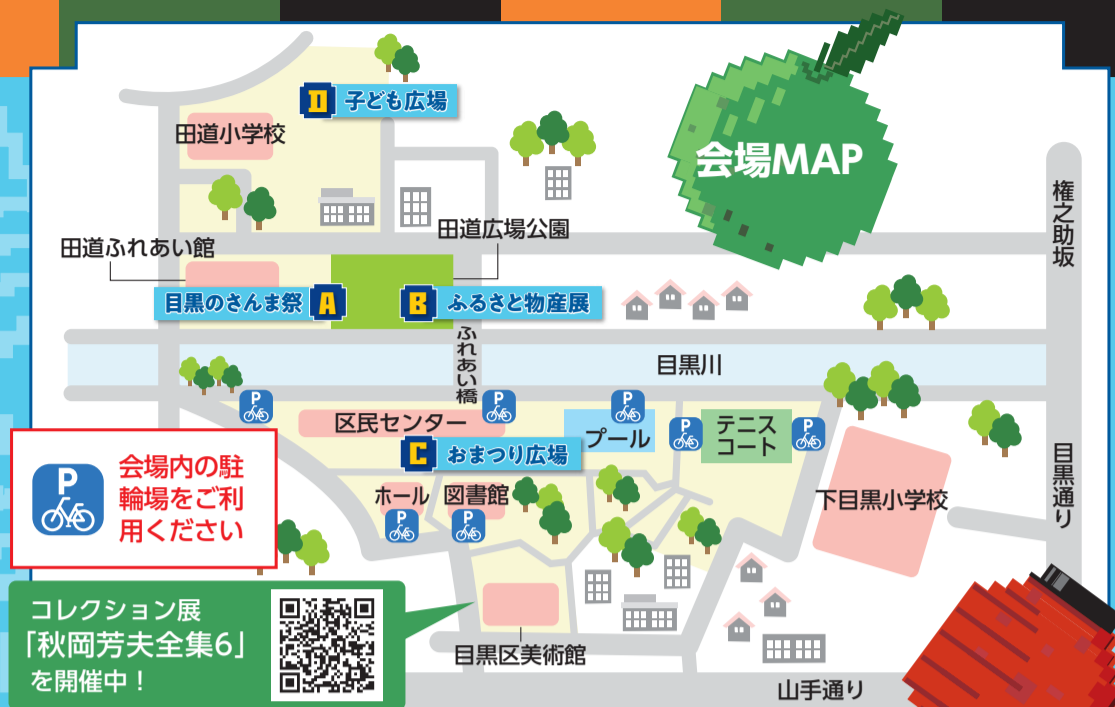 会場MAP
D 子ども広場
田道小学校
田道広場公園
田道ふれあい館
目黒のさんま祭 A
B ふるさと物産展
権之助坂
ふれあい橋
目黒川
P
P
P
P
P
区民センター
プール
テニス
コート
C おまつり広場
ホール
図書館
P
P
下目黒小学校
目黒通り
P
会場内の駐
輪場をご利
用ください
コレクション展
「秋岡芳夫全集6」
を開催中！
目黒区美術館
山手通り